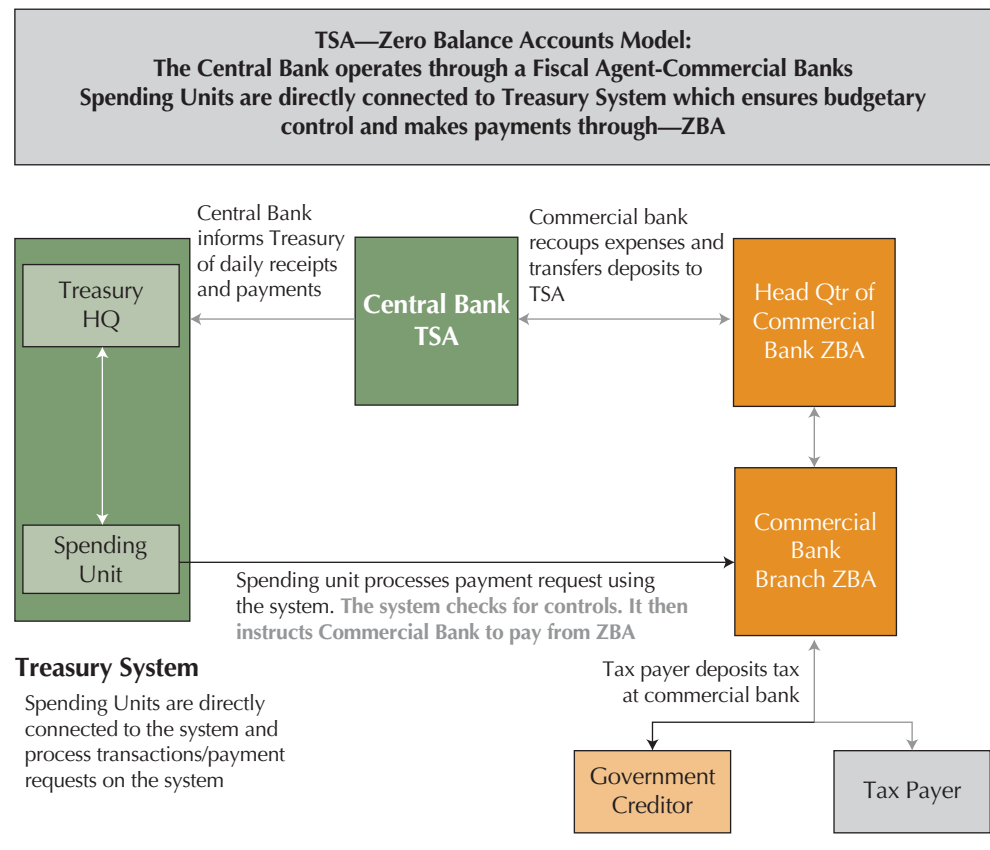 TSA—Zero Balance Accounts Model:
The Central Bank operates through a Fiscal Agent-Commercial Banks
Spending Units are directly connected to Treasury System which ensures budgetary
control and makes payments through—ZBA
Central Bank
informs Treasury
of daily receipts
and payments
Commercial bank
recoups expenses and
transfers deposits to
TSA
Treasury
HQ
Central Bank
TSA
Head Qtr of
Commercial
Bank ZBA
Spending
Unit
Commercial
Bank
Branch ZBA
Spending unit processes payment request using
the system. The system checks for controls. It then
instructs Commercial Bank to pay from ZBA
Treasury System
Spending Units are directly
connected to the system and
process transactions/payment
requests on the system
Tax payer deposits tax
at commercial bank
Government
Creditor
Tax Payer